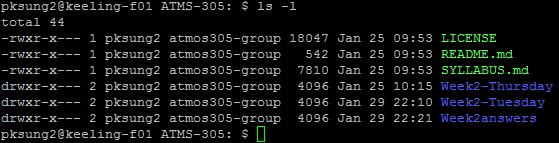 pksung2@keeling-f01 ATMS-305: $ ls -l
total 44
-rwxr-x--- 1 pksung2 atmos305-group 18047 Jan 25 09:53 LICENSE
-rwxr-x--- 1 pksung2 atmos305-group   542 Jan 25 09:53 README.md
-rwxr-x--- 1 pksung2 atmos305-group  7810 Jan 25 09:53 SYLLABUS.md
drwxr-x--- 2 pksung2 atmos305-group  4096 Jan 25 10:15 Week2-Thursday
drwxr-x--- 2 pksung2 atmos305-group  4096 Jan 29 22:10 Week2-Tuesday
drwxr-x--- 2 pksung2 atmos305-group  4096 Jan 29 22:21 Week2answers
pksung2@keeling-f01 ATMS-305: $